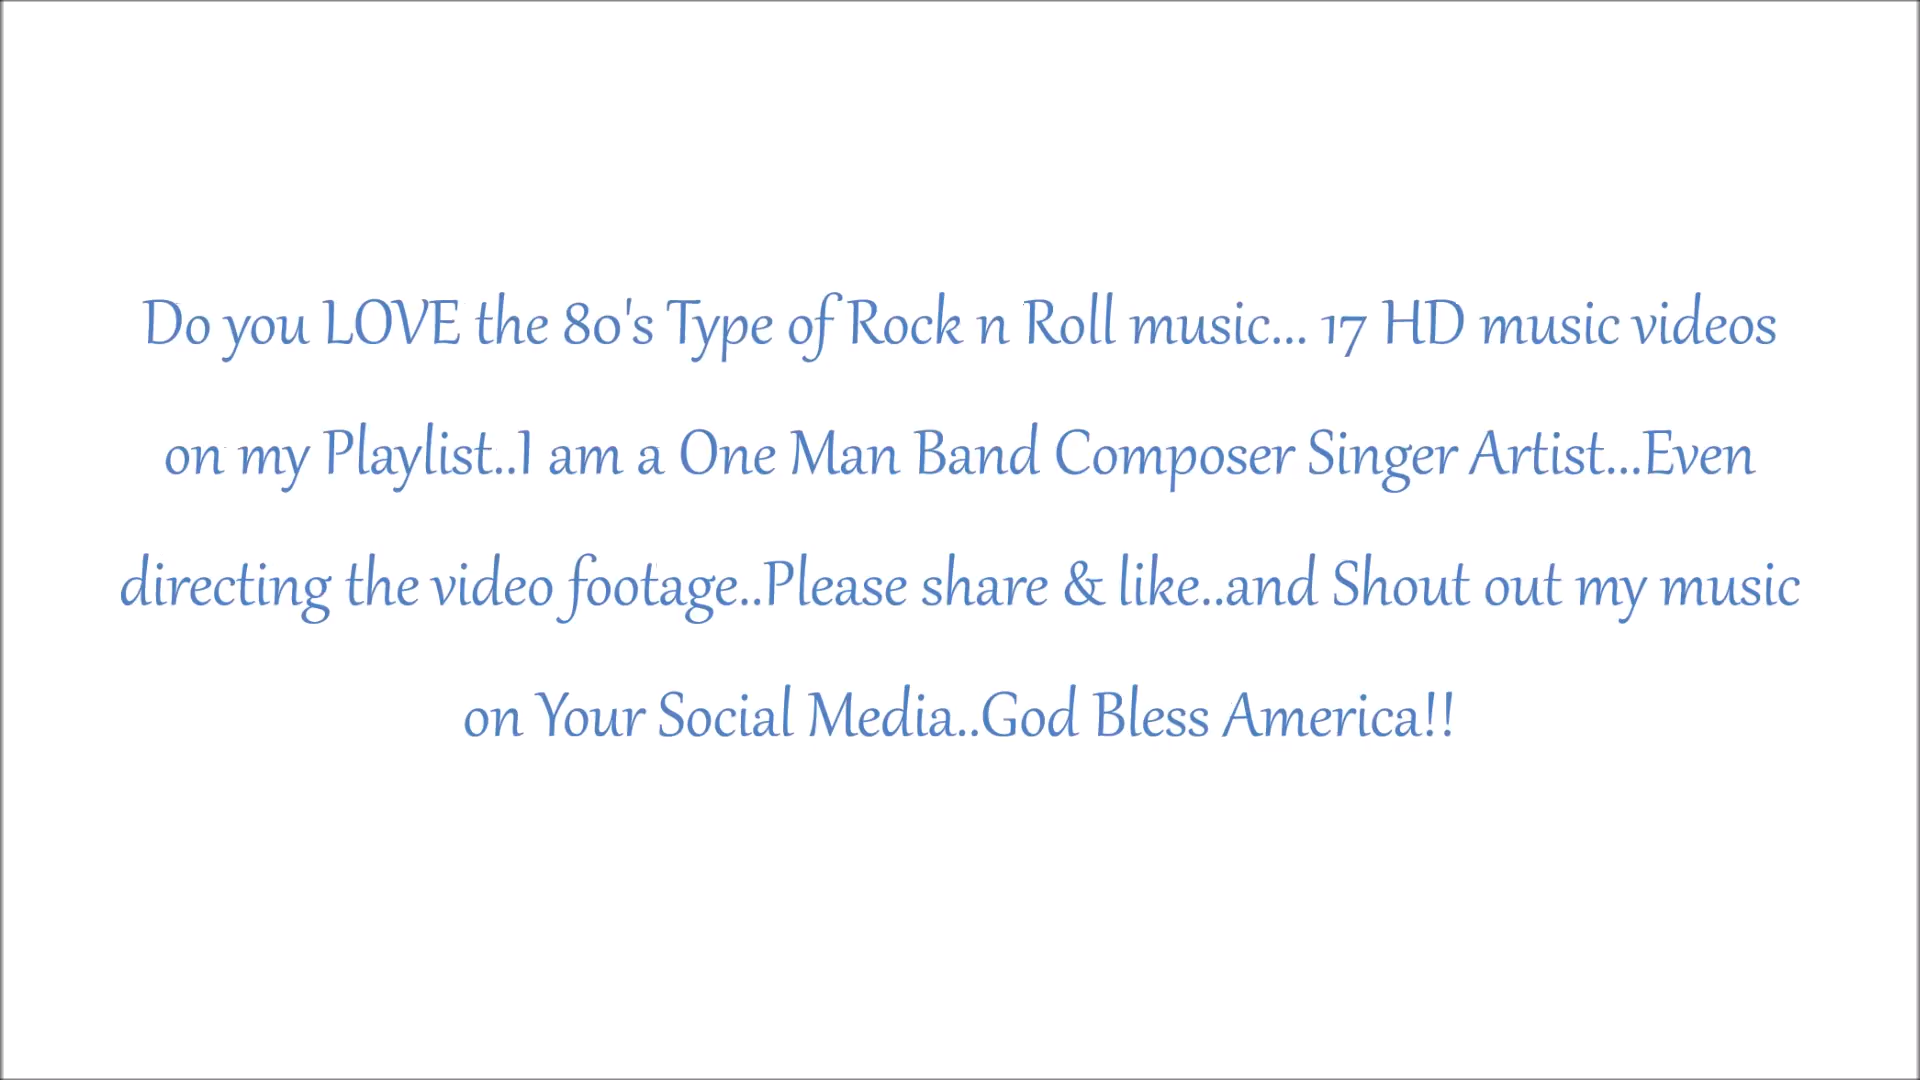 Do you LOVE the 80's Type of Rock n Roll music... 17 HD music videos
on my Playlist..I am a One Man Band Composer Singer Artist...Even
directing the video footage..Please share & like..and Shout out my music
on Your Social Media..God Bless America!!